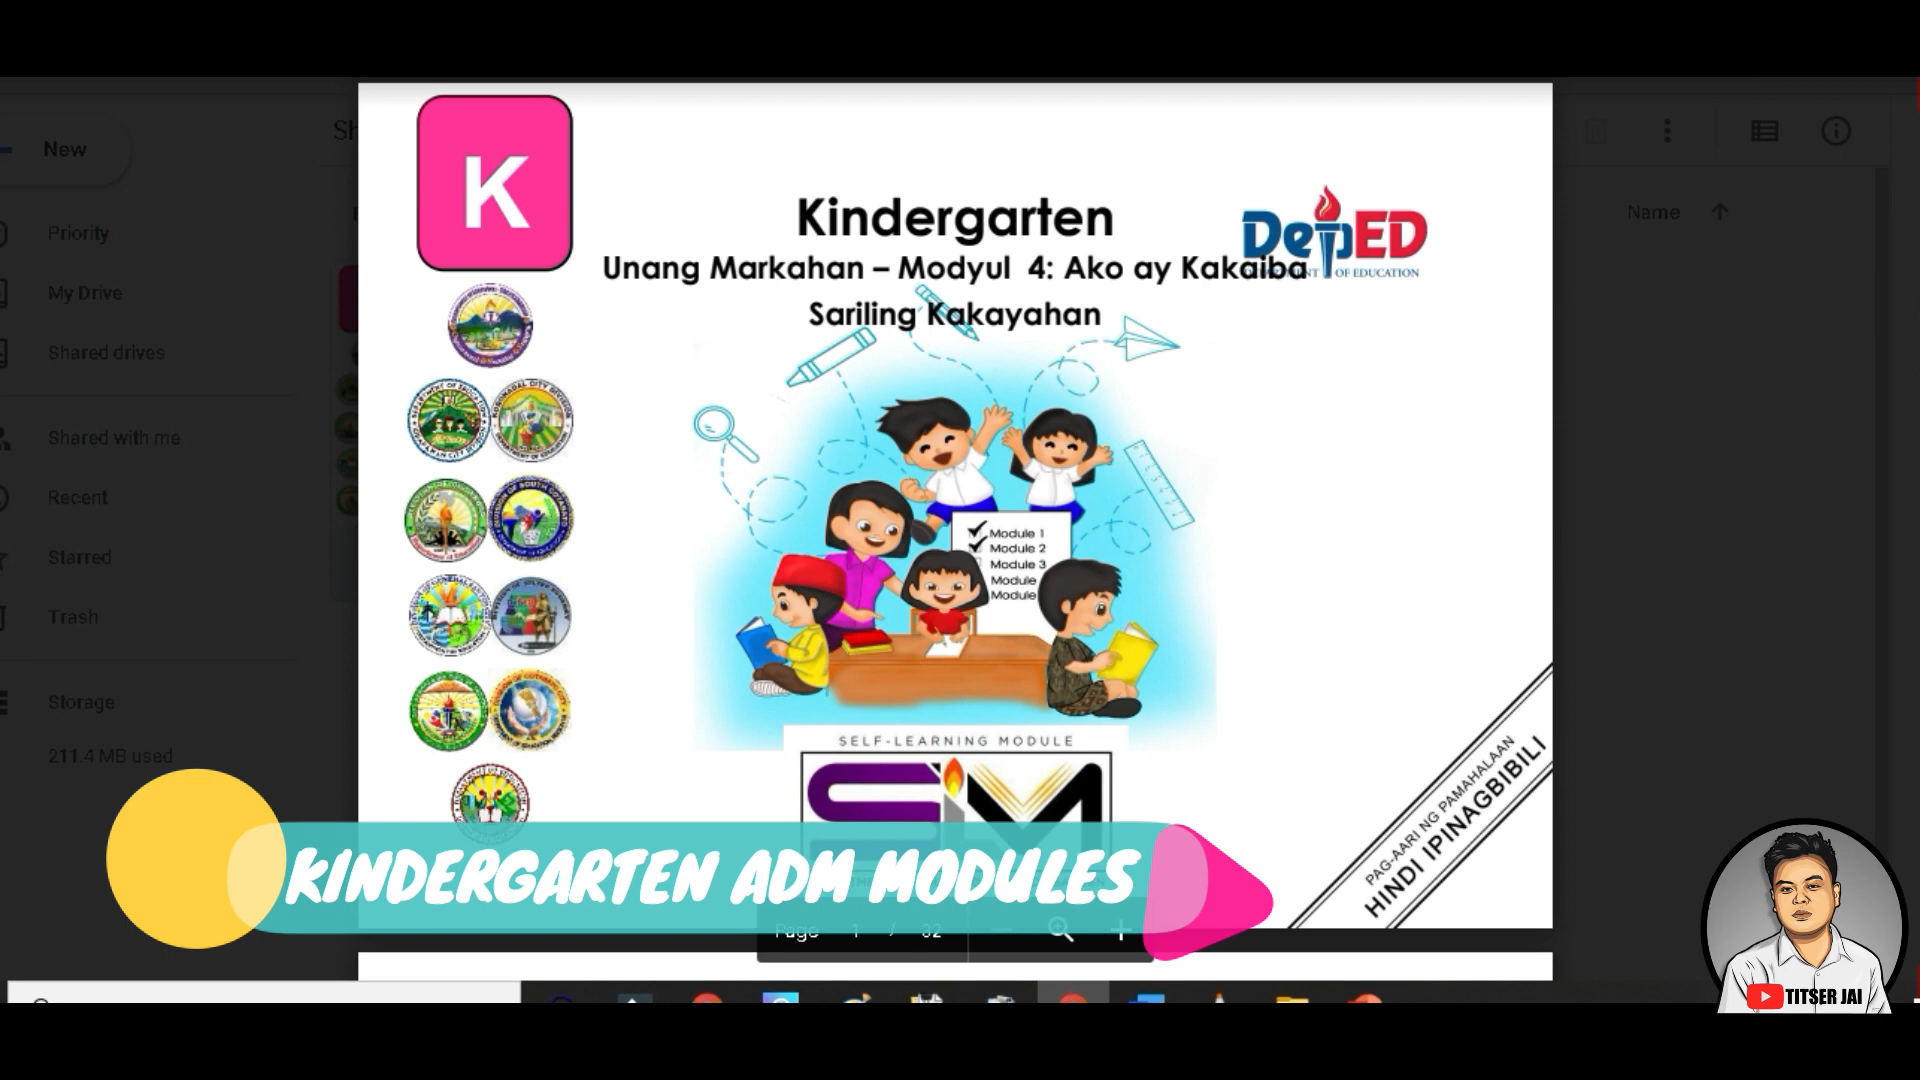 New
Priority
My Drive
Shared drives
Shared with me
Recent
Starred
Trash
Storage
211.4 MB used
Sh
Name
K
Kindergarten
DepED
OF EDUCATION
Unang Markahan – Modyul 4: Ako ay Kakaiba
Sariling Kakayahan
Module 1
Module 2
Module 3
Module
Module
SELF-LEARNING MODULE
SLM
PAG-AARI NG PAMAHALAAN
HINDI IPINAGBIBILI
KINDERGARTEN ADM MODULES
Page 1 / 32
TITSER JAI